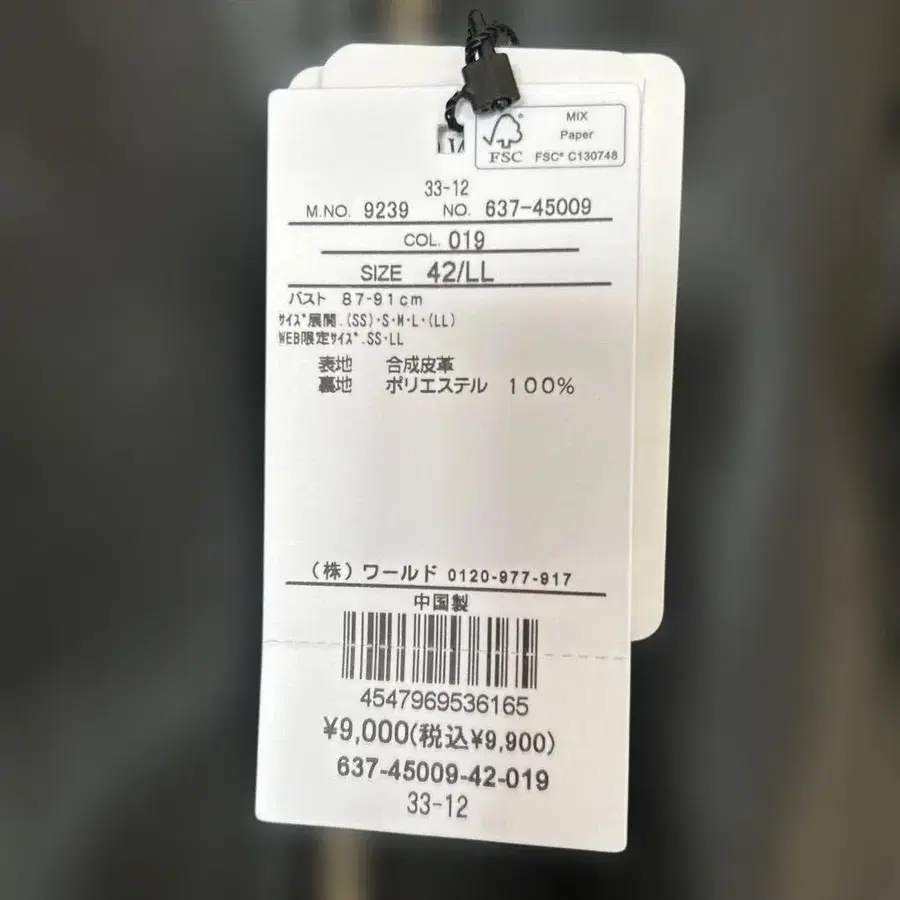 MIX
Paper
FSC
FSC® C130748
33-12
M.NO. 9239 NO. 637-45009
COL. 019
SIZE 42/LL
バスト 87-91cm
サイズ展開.(SS)・S・M・L・(LL)
WEB限定サイズ.SS・LL
表地 合成皮革
裏地 ポリエステル 100%
(株)ワールド 0120-977-917
中国製
4547969536165
¥9,000(税込¥9,900)
637-45009-42-019
33-12